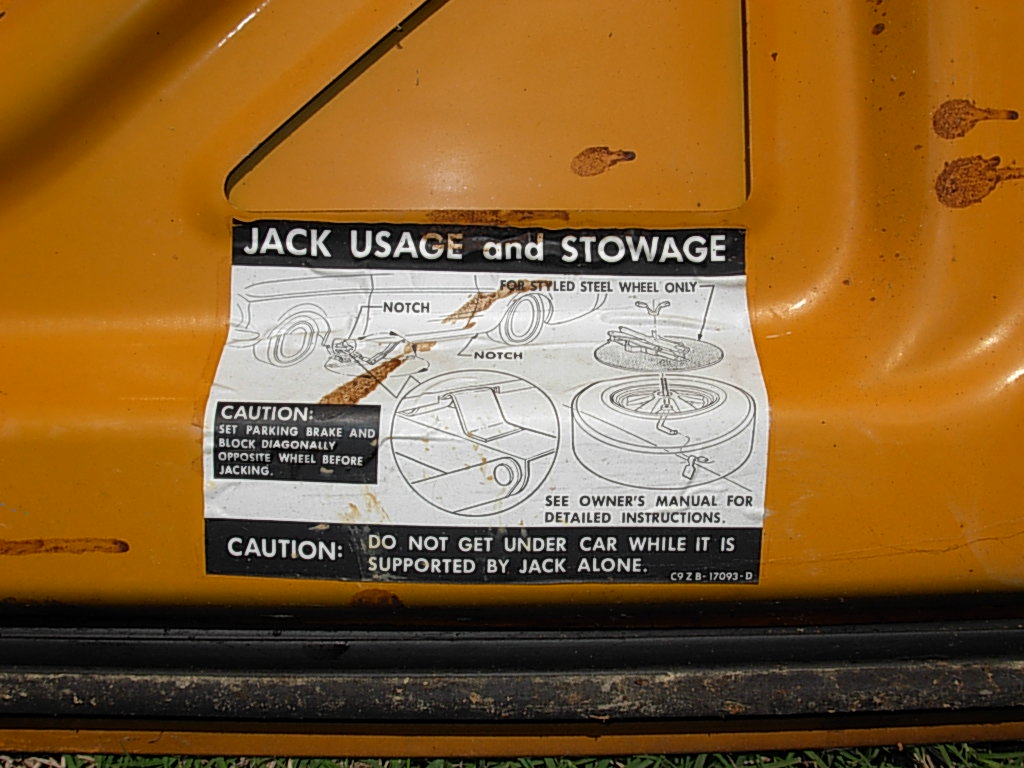 JACK USAGE and STOWAGE
FOR STYLED STEEL WHEEL ONLY
NOTCH
NOTCH
CAUTION:
SET PARKING BRAKE AND
BLOCK DIAGONALLY
OPPOSITE WHEEL BEFORE
JACKING.
SEE OWNER'S MANUAL FOR
DETAILED INSTRUCTIONS.
CAUTION: DO NOT GET UNDER CAR WHILE IT IS
SUPPORTED BY JACK ALONE.
C9ZB-17093-D